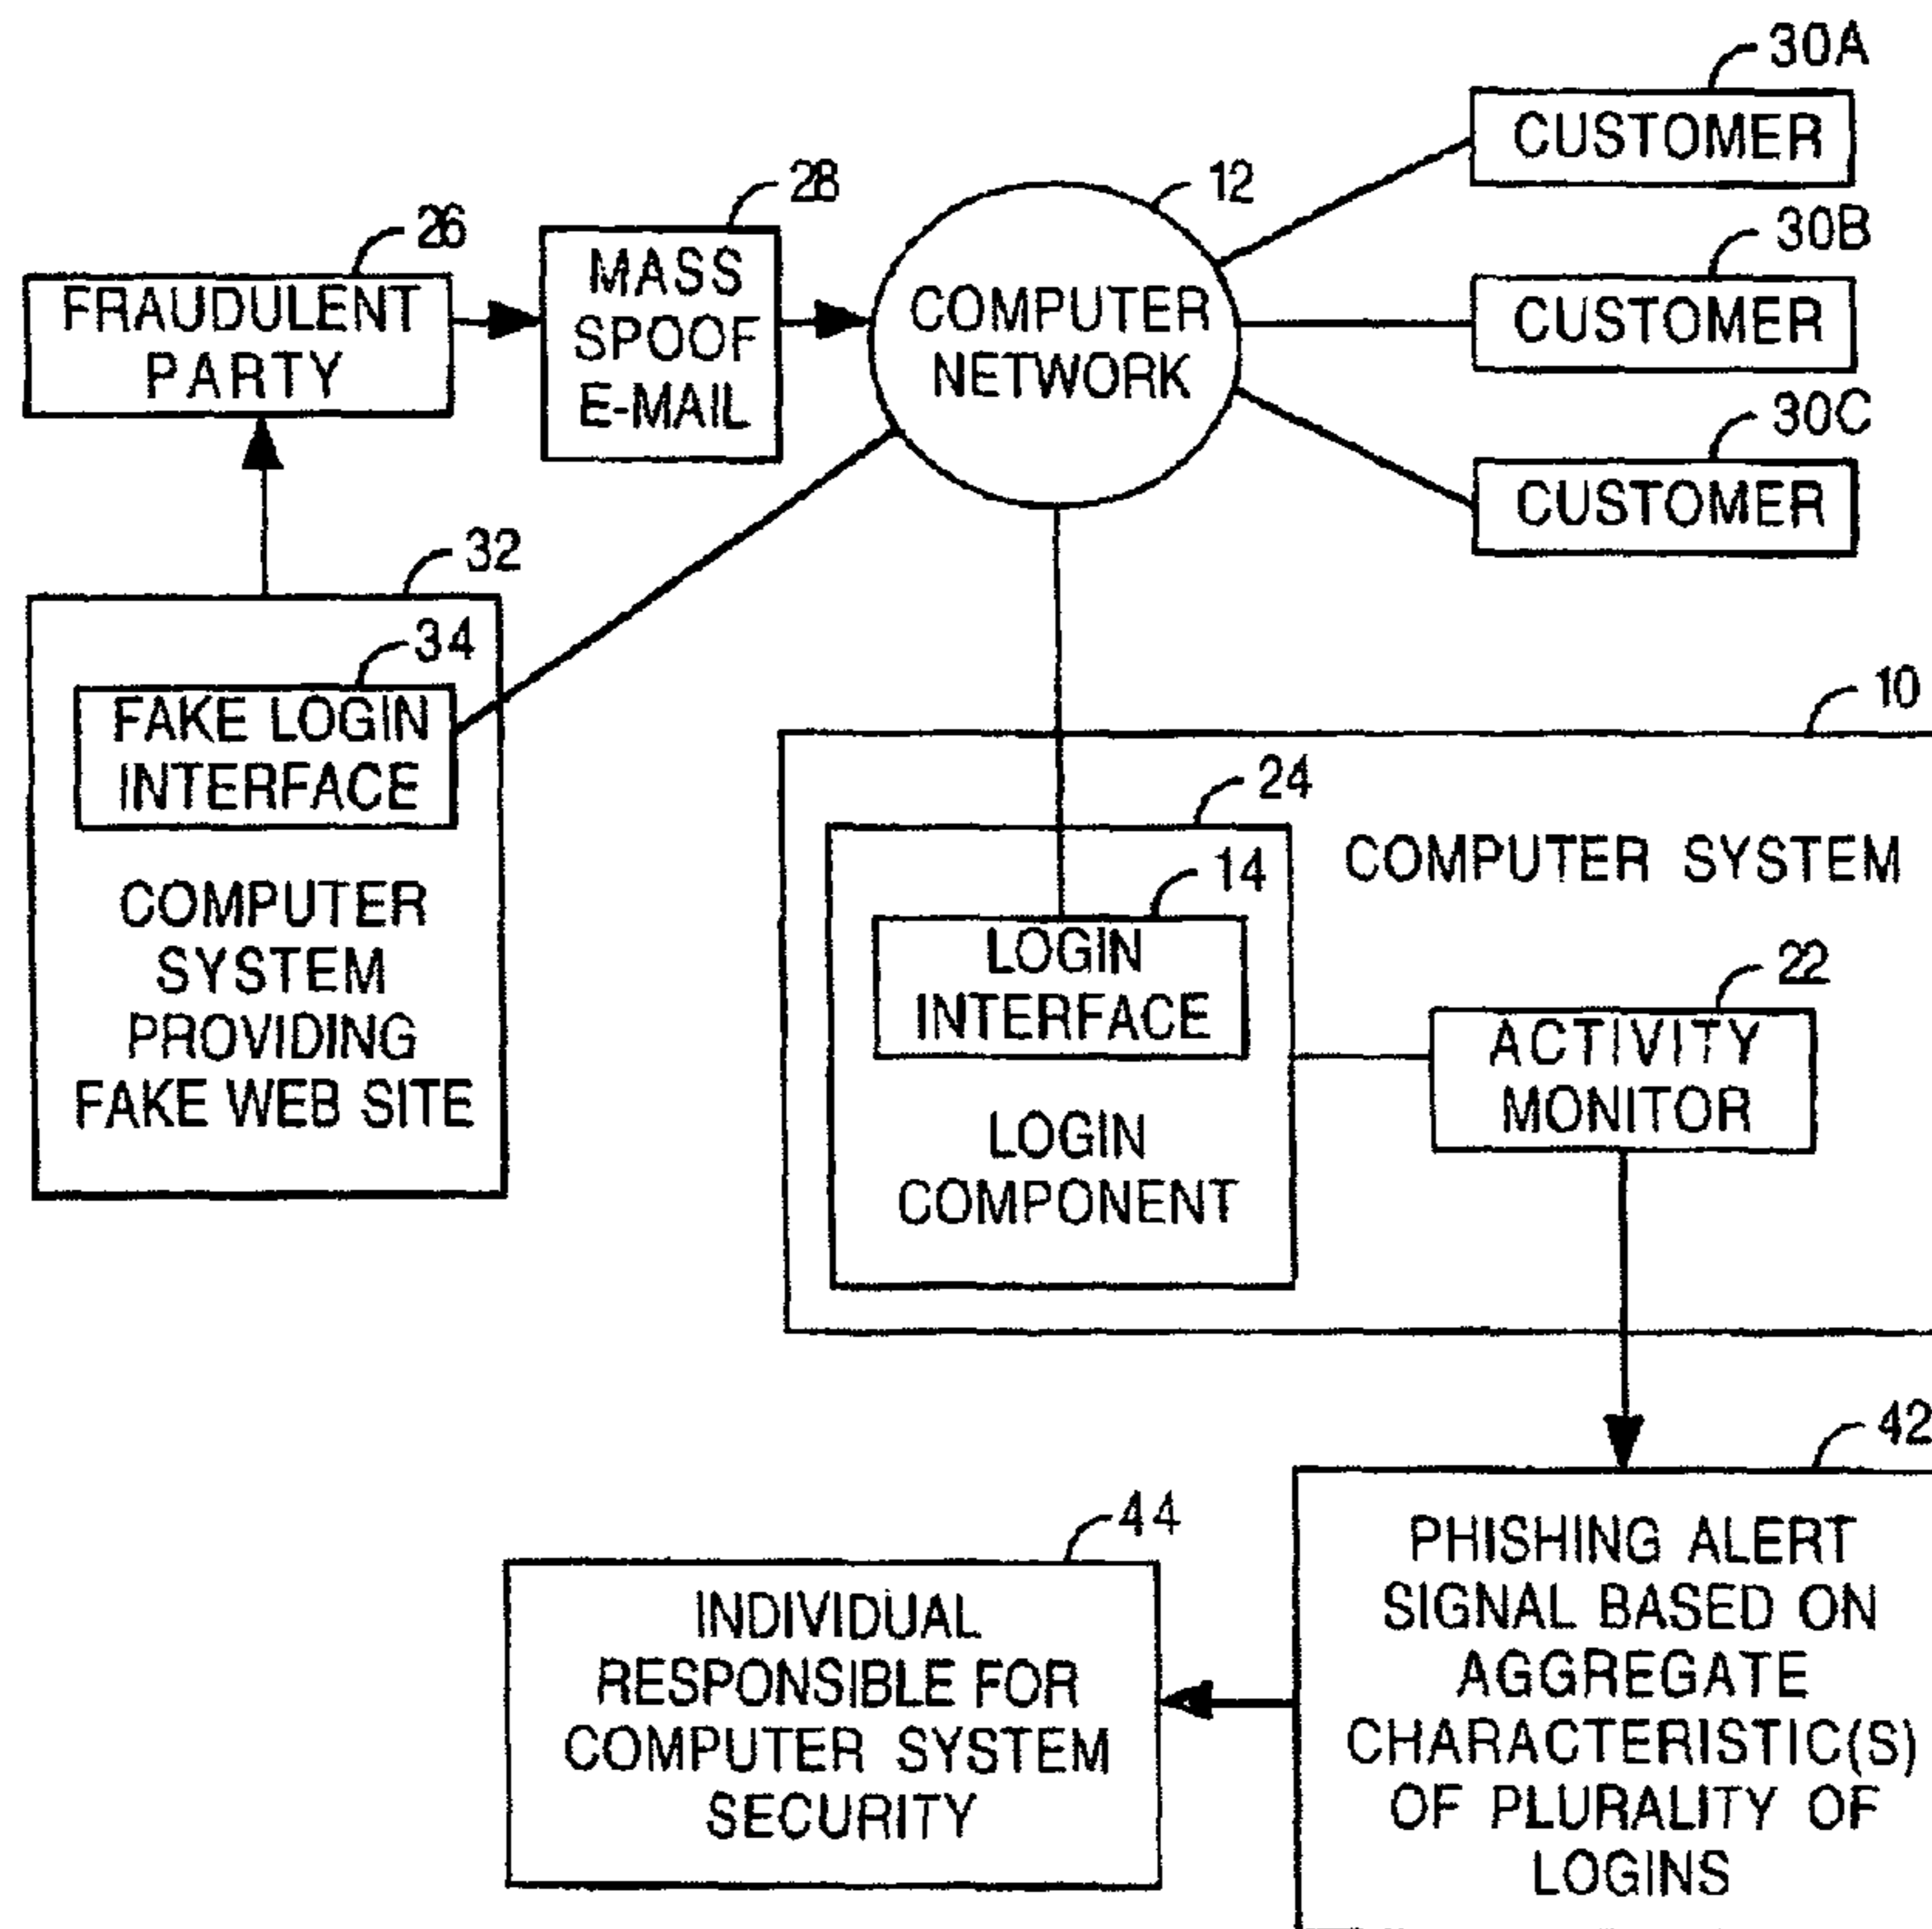 30A
CUSTOMER
28
12
30B
26
MASS
SPOOF
E-MAIL
COMPUTER
NETWORK
CUSTOMER
FRAUDULENT
PARTY
30C
CUSTOMER
32
34
FAKE LOGIN
INTERFACE
COMPUTER
SYSTEM
PROVIDING
FAKE WEB SITE
10
24
COMPUTER SYSTEM
14
LOGIN
INTERFACE
22
ACTIVITY
MONITOR
LOGIN
COMPONENT
42
44
PHISHING ALERT
SIGNAL BASED ON
AGGREGATE
CHARACTERISTIC(S)
OF PLURALITY OF
LOGINS
INDIVIDUAL
RESPONSIBLE FOR
COMPUTER SYSTEM
SECURITY